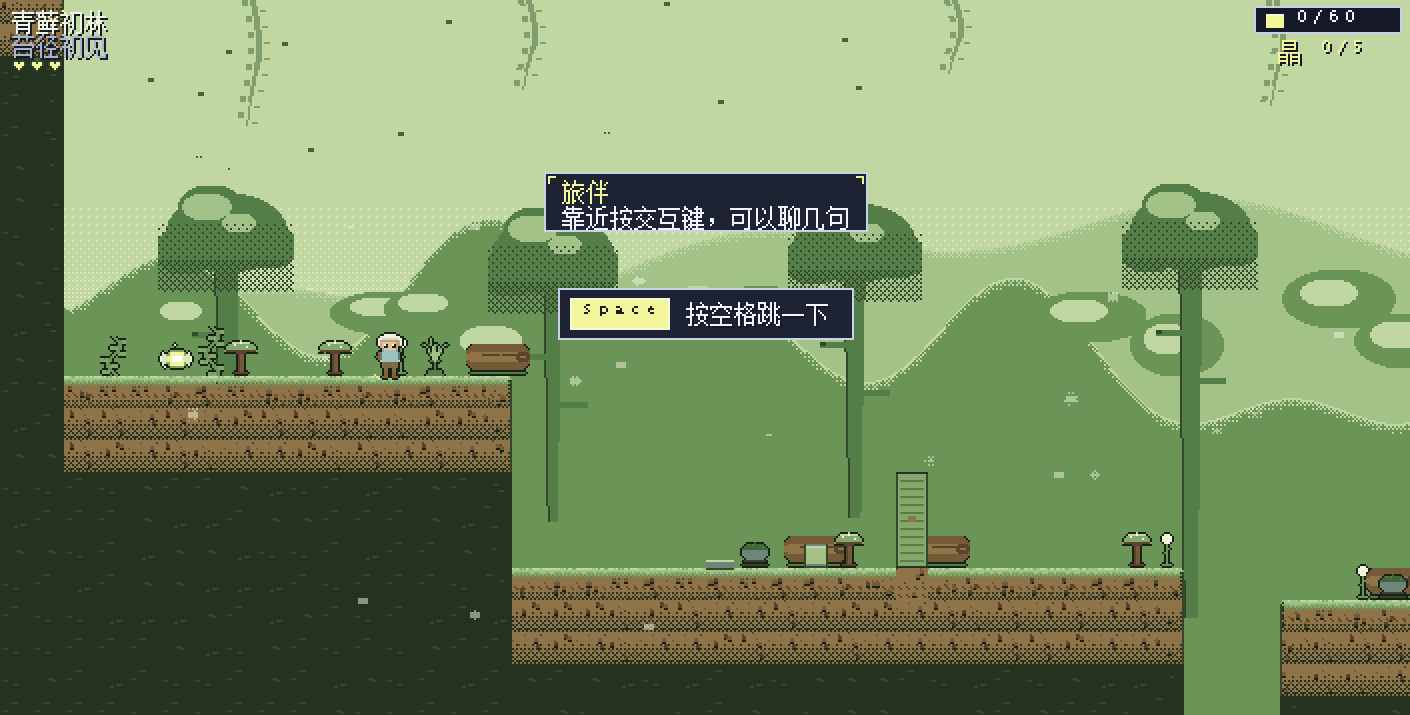 青藓初林
苔径初见
0/60
晶 0/5
旅伴
靠近按交互键，可以聊几句
Space 按空格跳一下